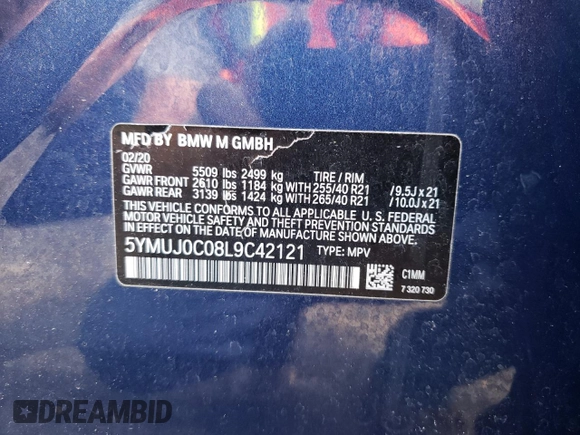 MFD BY BMW M GMBH
02/20
GVWR 5509 lbs 2499 kg TIRE / RIM
GAWR FRONT 2610 lbs 1184 kg WITH 255/40 R21 / 9.5J x 21
GAWR REAR 3139 lbs 1424 kg WITH 265/40 R21 / 10.0J x 21
THIS VEHICLE CONFORMS TO ALL APPLICABLE U. S. FEDERAL
MOTOR VEHICLE SAFETY, AND THEFT PREVENTION STANDARDS
IN EFFECT ON THE DATE OF MANUFACTURE SHOWN ABOVE.
5YMUJ0C08L9C42121 TYPE: MPV
C1MM
7 320 730
DREAMBID